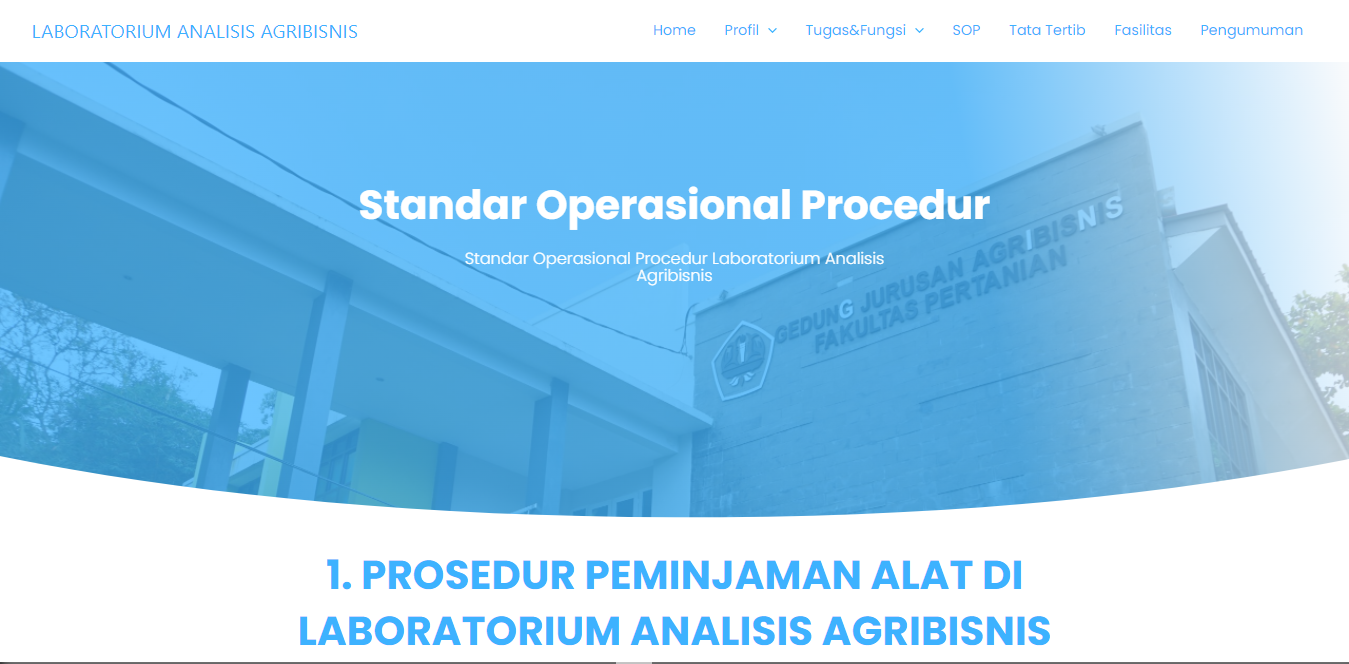 LABORATORIUM ANALISIS AGRIBISNIS
Home Profil Tugas&Fungsi SOP Tata Tertib Fasilitas Pengumuman
Standar Operasional Procedur
Standar Operasional Procedur Laboratorium Analisis
Agribisnis
GEDUNG JURUSAN AGRIBISNIS
FAKULTAS PERTANIAN
1. PROSEDUR PEMINJAMAN ALAT DI
LABORATORIUM ANALISIS AGRIBISNIS